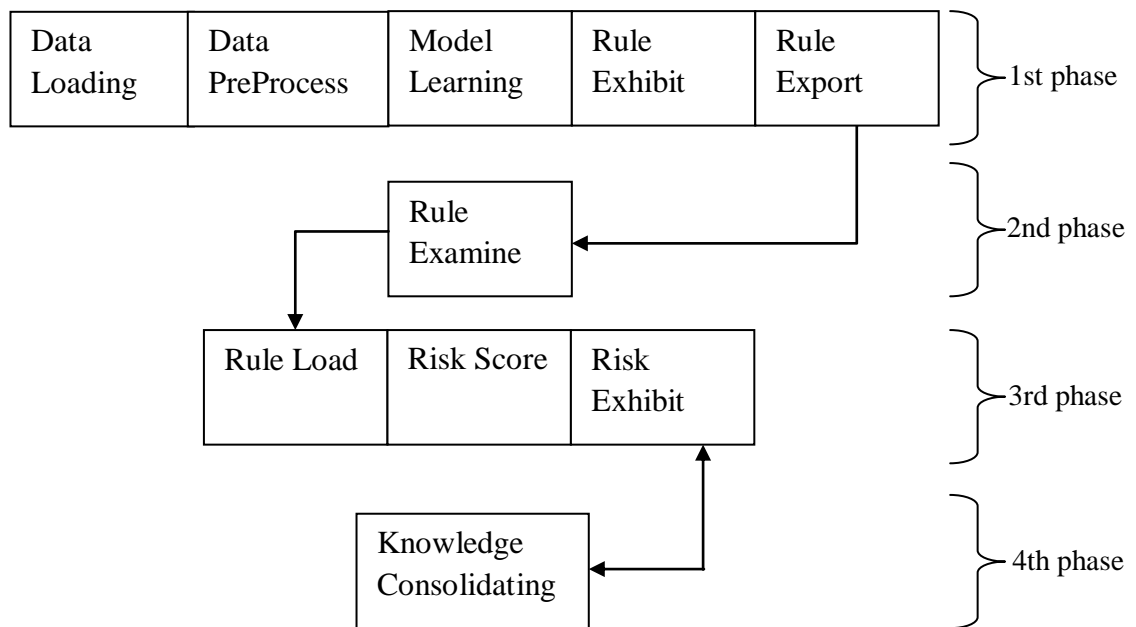 Data
Loading
Data
PreProcess
Model
Learning
Rule
Exhibit
Rule
Export
1st phase
Rule
Examine
2nd phase
Rule Load
Risk Score
Risk
Exhibit
3rd phase
Knowledge
Consolidating
4th phase